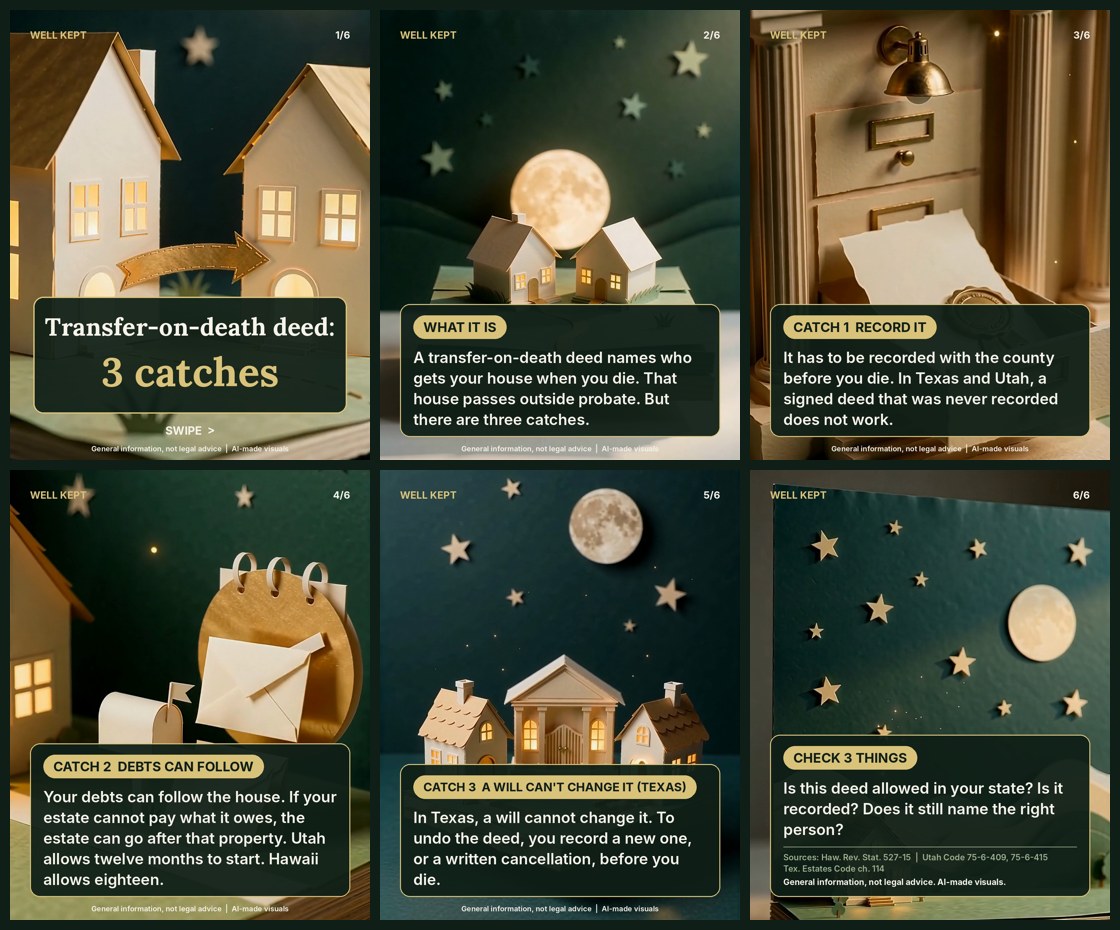 WELL KEPT
1/6
Transfer-on-death deed:
3 catches
SWIPE >
General information, not legal advice | AI-made visuals
WELL KEPT
2/6
WHAT IT IS
A transfer-on-death deed names who
gets your house when you die. That
house passes outside probate. But
there are three catches.
General information, not legal advice | AI-made visuals
WELL KEPT
3/6
CATCH 1 RECORD IT
It has to be recorded with the county
before you die. In Texas and Utah, a
signed deed that was never recorded
does not work.
General information, not legal advice | AI-made visuals
WELL KEPT
4/6
CATCH 2 DEBTS CAN FOLLOW
Your debts can follow the house. If your
estate cannot pay what it owes, the
estate can go after that property. Utah
allows twelve months to start. Hawaii
allows eighteen.
General information, not legal advice | AI-made visuals
WELL KEPT
5/6
CATCH 3 A WILL CAN'T CHANGE IT (TEXAS)
In Texas, a will cannot change it. To
undo the deed, you record a new one,
or a written cancellation, before you
die.
General information, not legal advice | AI-made visuals
WELL KEPT
6/6
CHECK 3 THINGS
Is this deed allowed in your state? Is it
recorded? Does it still name the right
person?
Sources: Haw. Rev. Stat. 527-15 | Utah Code 75-6-409, 75-6-415
Tex. Estates Code ch. 114
General information, not legal advice. AI-made visuals.